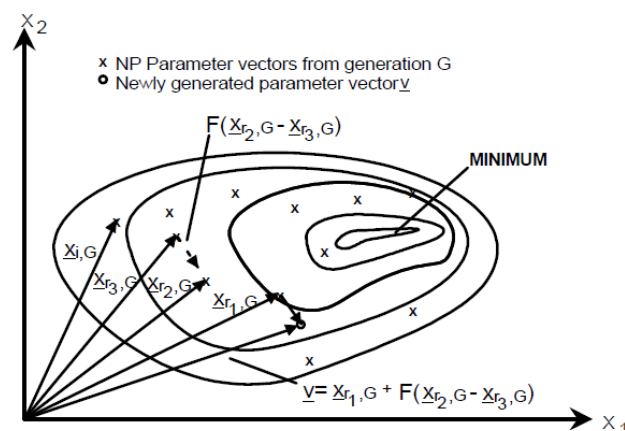 X2
x NP Parameter vectors from generation G
o Newly generated parameter vector v
F(xr2,G - xr3,G)
MINIMUM
xi,G
xr3,G
xr2,G
xr1,G
v= xr1,G + F(xr2,G - xr3,G)
X1